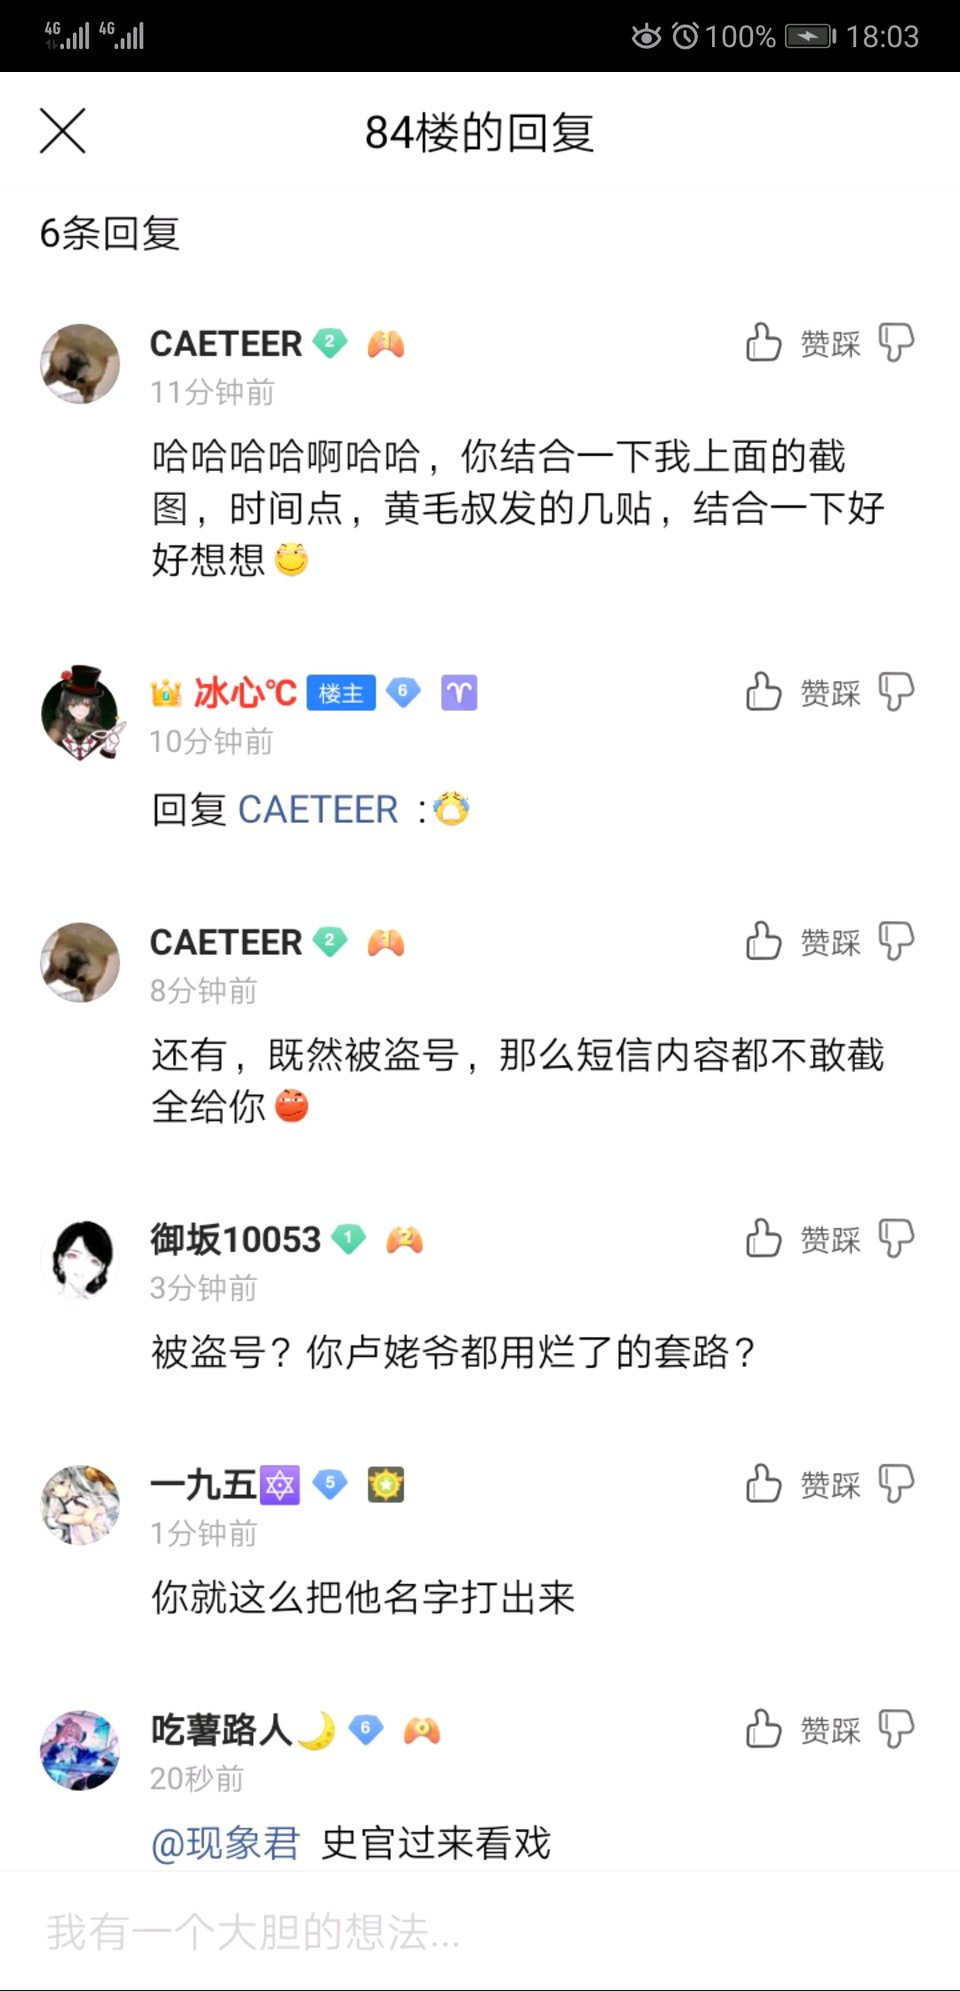 4G 4G 100% 18:03
84楼的回复
6条回复
CAETEER 2 1 赞踩
11分钟前
哈哈哈哈啊哈哈，你结合一下我上面的截
图，时间点，黄毛叔发的几贴，结合一下好
好想想
冰心℃ 楼主 6 赞踩
10分钟前
回复 CAETEER :
CAETEER 2 1 赞踩
8分钟前
还有，既然被盗号，那么短信内容都不敢截
全给你
御坂10053 1 2 赞踩
3分钟前
被盗号？你卢姥爷都用烂了的套路？
一九五 5 赞踩
1分钟前
你就这么把他名字打出来
吃薯路人 6 0 赞踩
20秒前
@现象君 史官过来看戏
我有一个大胆的想法...